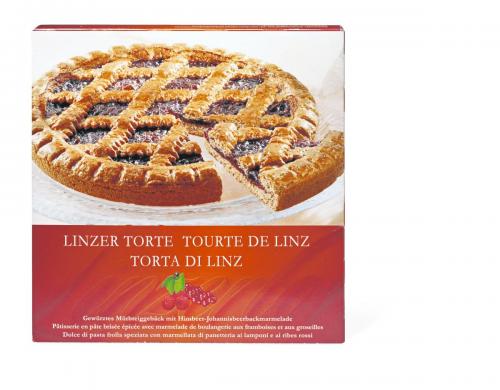 LINZER TORTE TOURTE DE LINZ
TORTA DI LINZ
Gewürztes Mürbteiggebäck mit Himbeer-Johannisbeerbackmarmelade
Pâtisserie en pâte brisée épicée avec marmelade de boulangerie aux framboises et aux groseilles
Dolce di pasta frolla speziata con marmellata di panetteria ai lamponi e ai ribes rossi